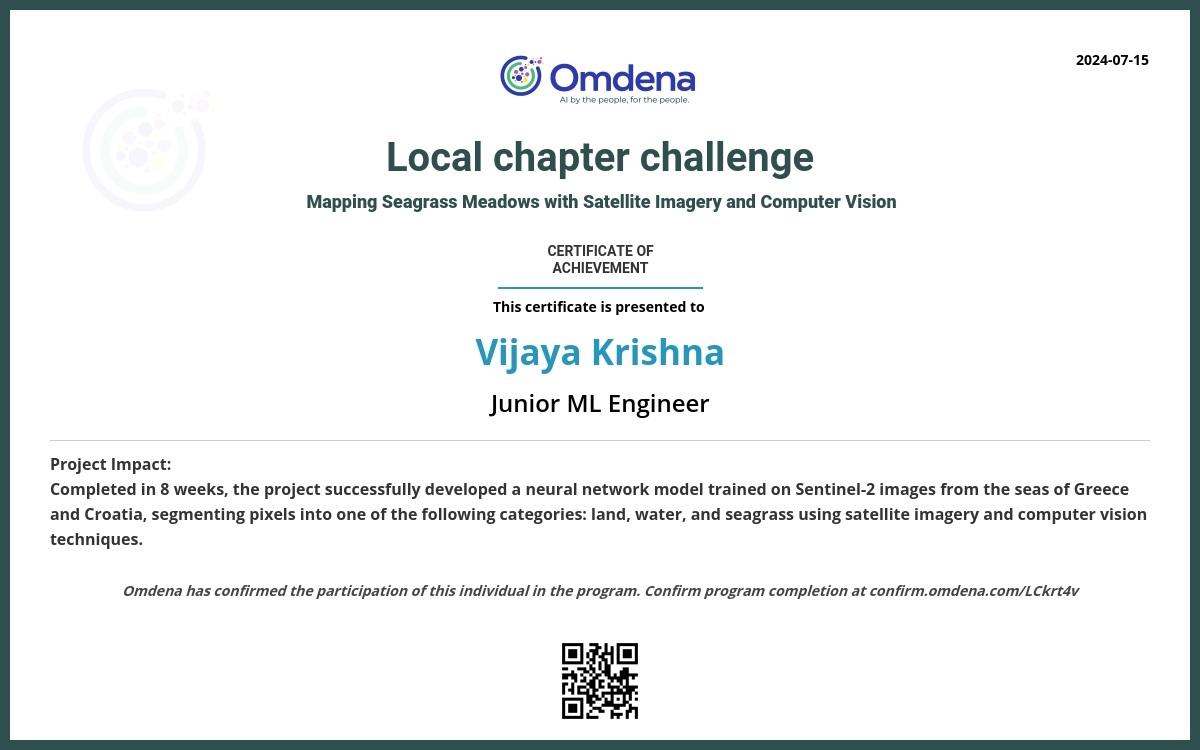 2024-07-15
Omdena
AI by the people, for the people.
Local chapter challenge
Mapping Seagrass Meadows with Satellite Imagery and Computer Vision
CERTIFICATE OF
ACHIEVEMENT
This certificate is presented to
Vijaya Krishna
Junior ML Engineer
Project Impact:
Completed in 8 weeks, the project successfully developed a neural network model trained on Sentinel-2 images from the seas of Greece
and Croatia, segmenting pixels into one of the following categories: land, water, and seagrass using satellite imagery and computer vision
techniques.
Omdena has confirmed the participation of this individual in the program. Confirm program completion at confirm.omdena.com/LCkrt4v